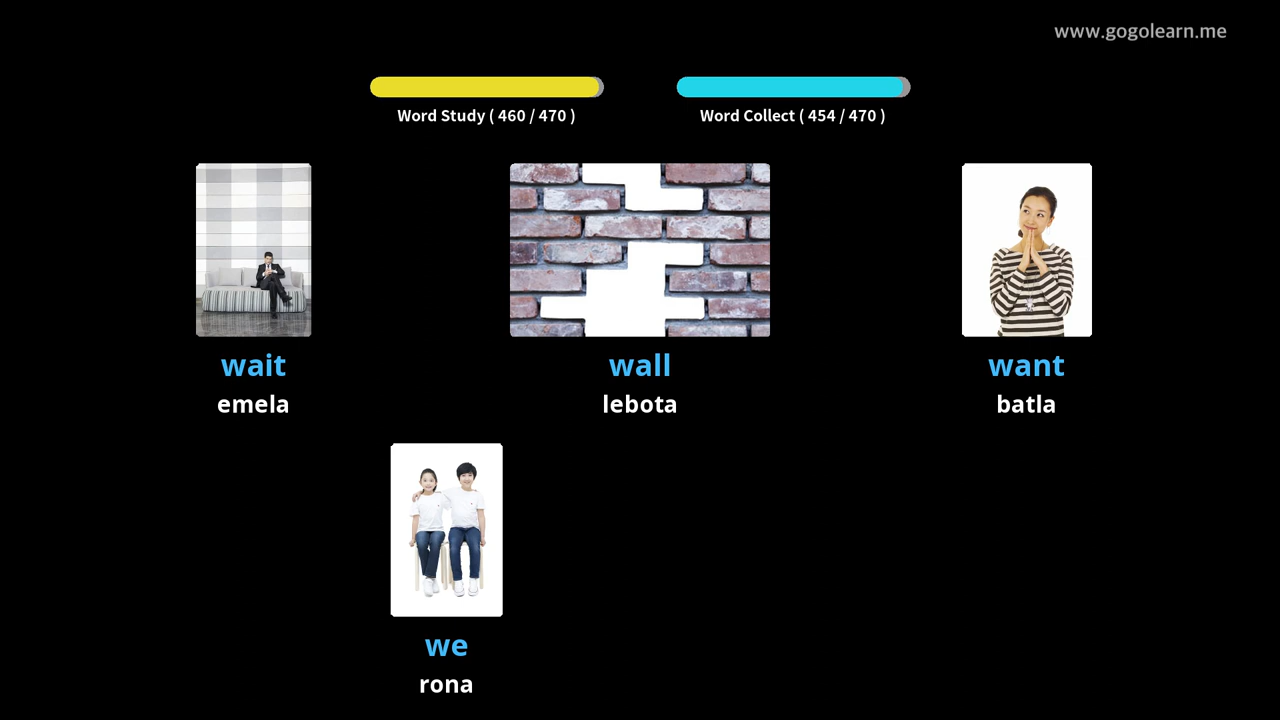 www.gogolearn.me
Word Study ( 460 / 470 )
Word Collect ( 454 / 470 )
wait
emela
wall
lebota
want
batla
we
rona